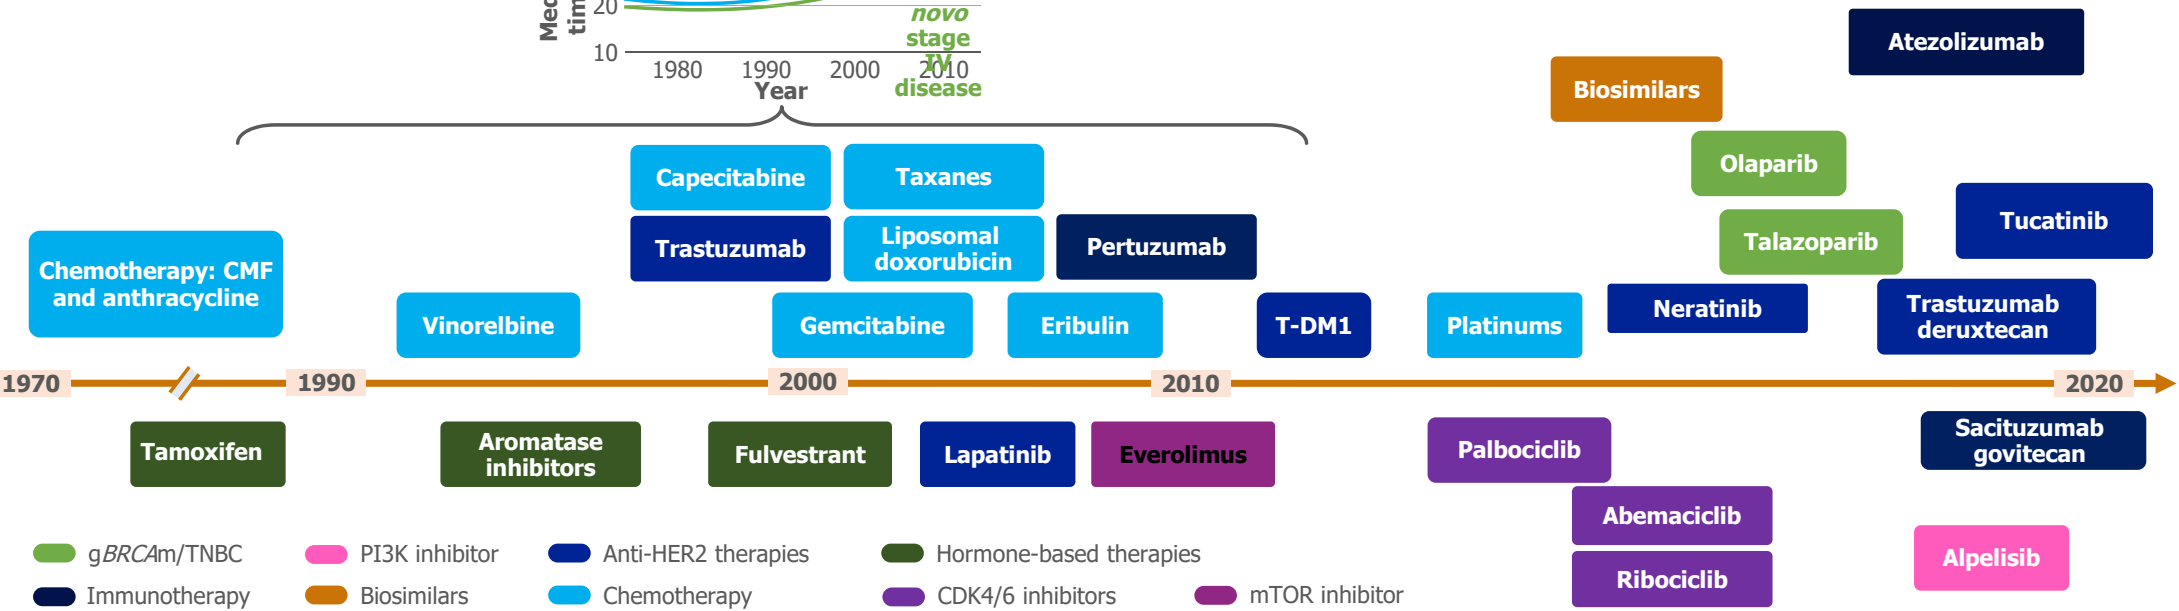 Med
tim
20
10
1980 1990 2000 2010
Year
novo
stage
IV
disease
Atezolizumab
Biosimilars
Capecitabine
Taxanes
Olaparib
Trastuzumab
Liposomal
doxorubicin
Pertuzumab
Talazoparib
Tucatinib
Chemotherapy: CMF
and anthracycline
Vinorelbine
Gemcitabine
Eribulin
T-DM1
Platinums
Neratinib
Trastuzumab
deruxtecan
1970 1990 2000 2010 2020
Tamoxifen
Aromatase
inhibitors
Fulvestrant
Lapatinib
Everolimus
Palbociclib
Sacituzumab
govitecan
Abemaciclib
Ribociclib
Alpelisib
gBRCAm/TNBC
PI3K inhibitor
Anti-HER2 therapies
Hormone-based therapies
Immunotherapy
Biosimilars
Chemotherapy
CDK4/6 inhibitors
mTOR inhibitor